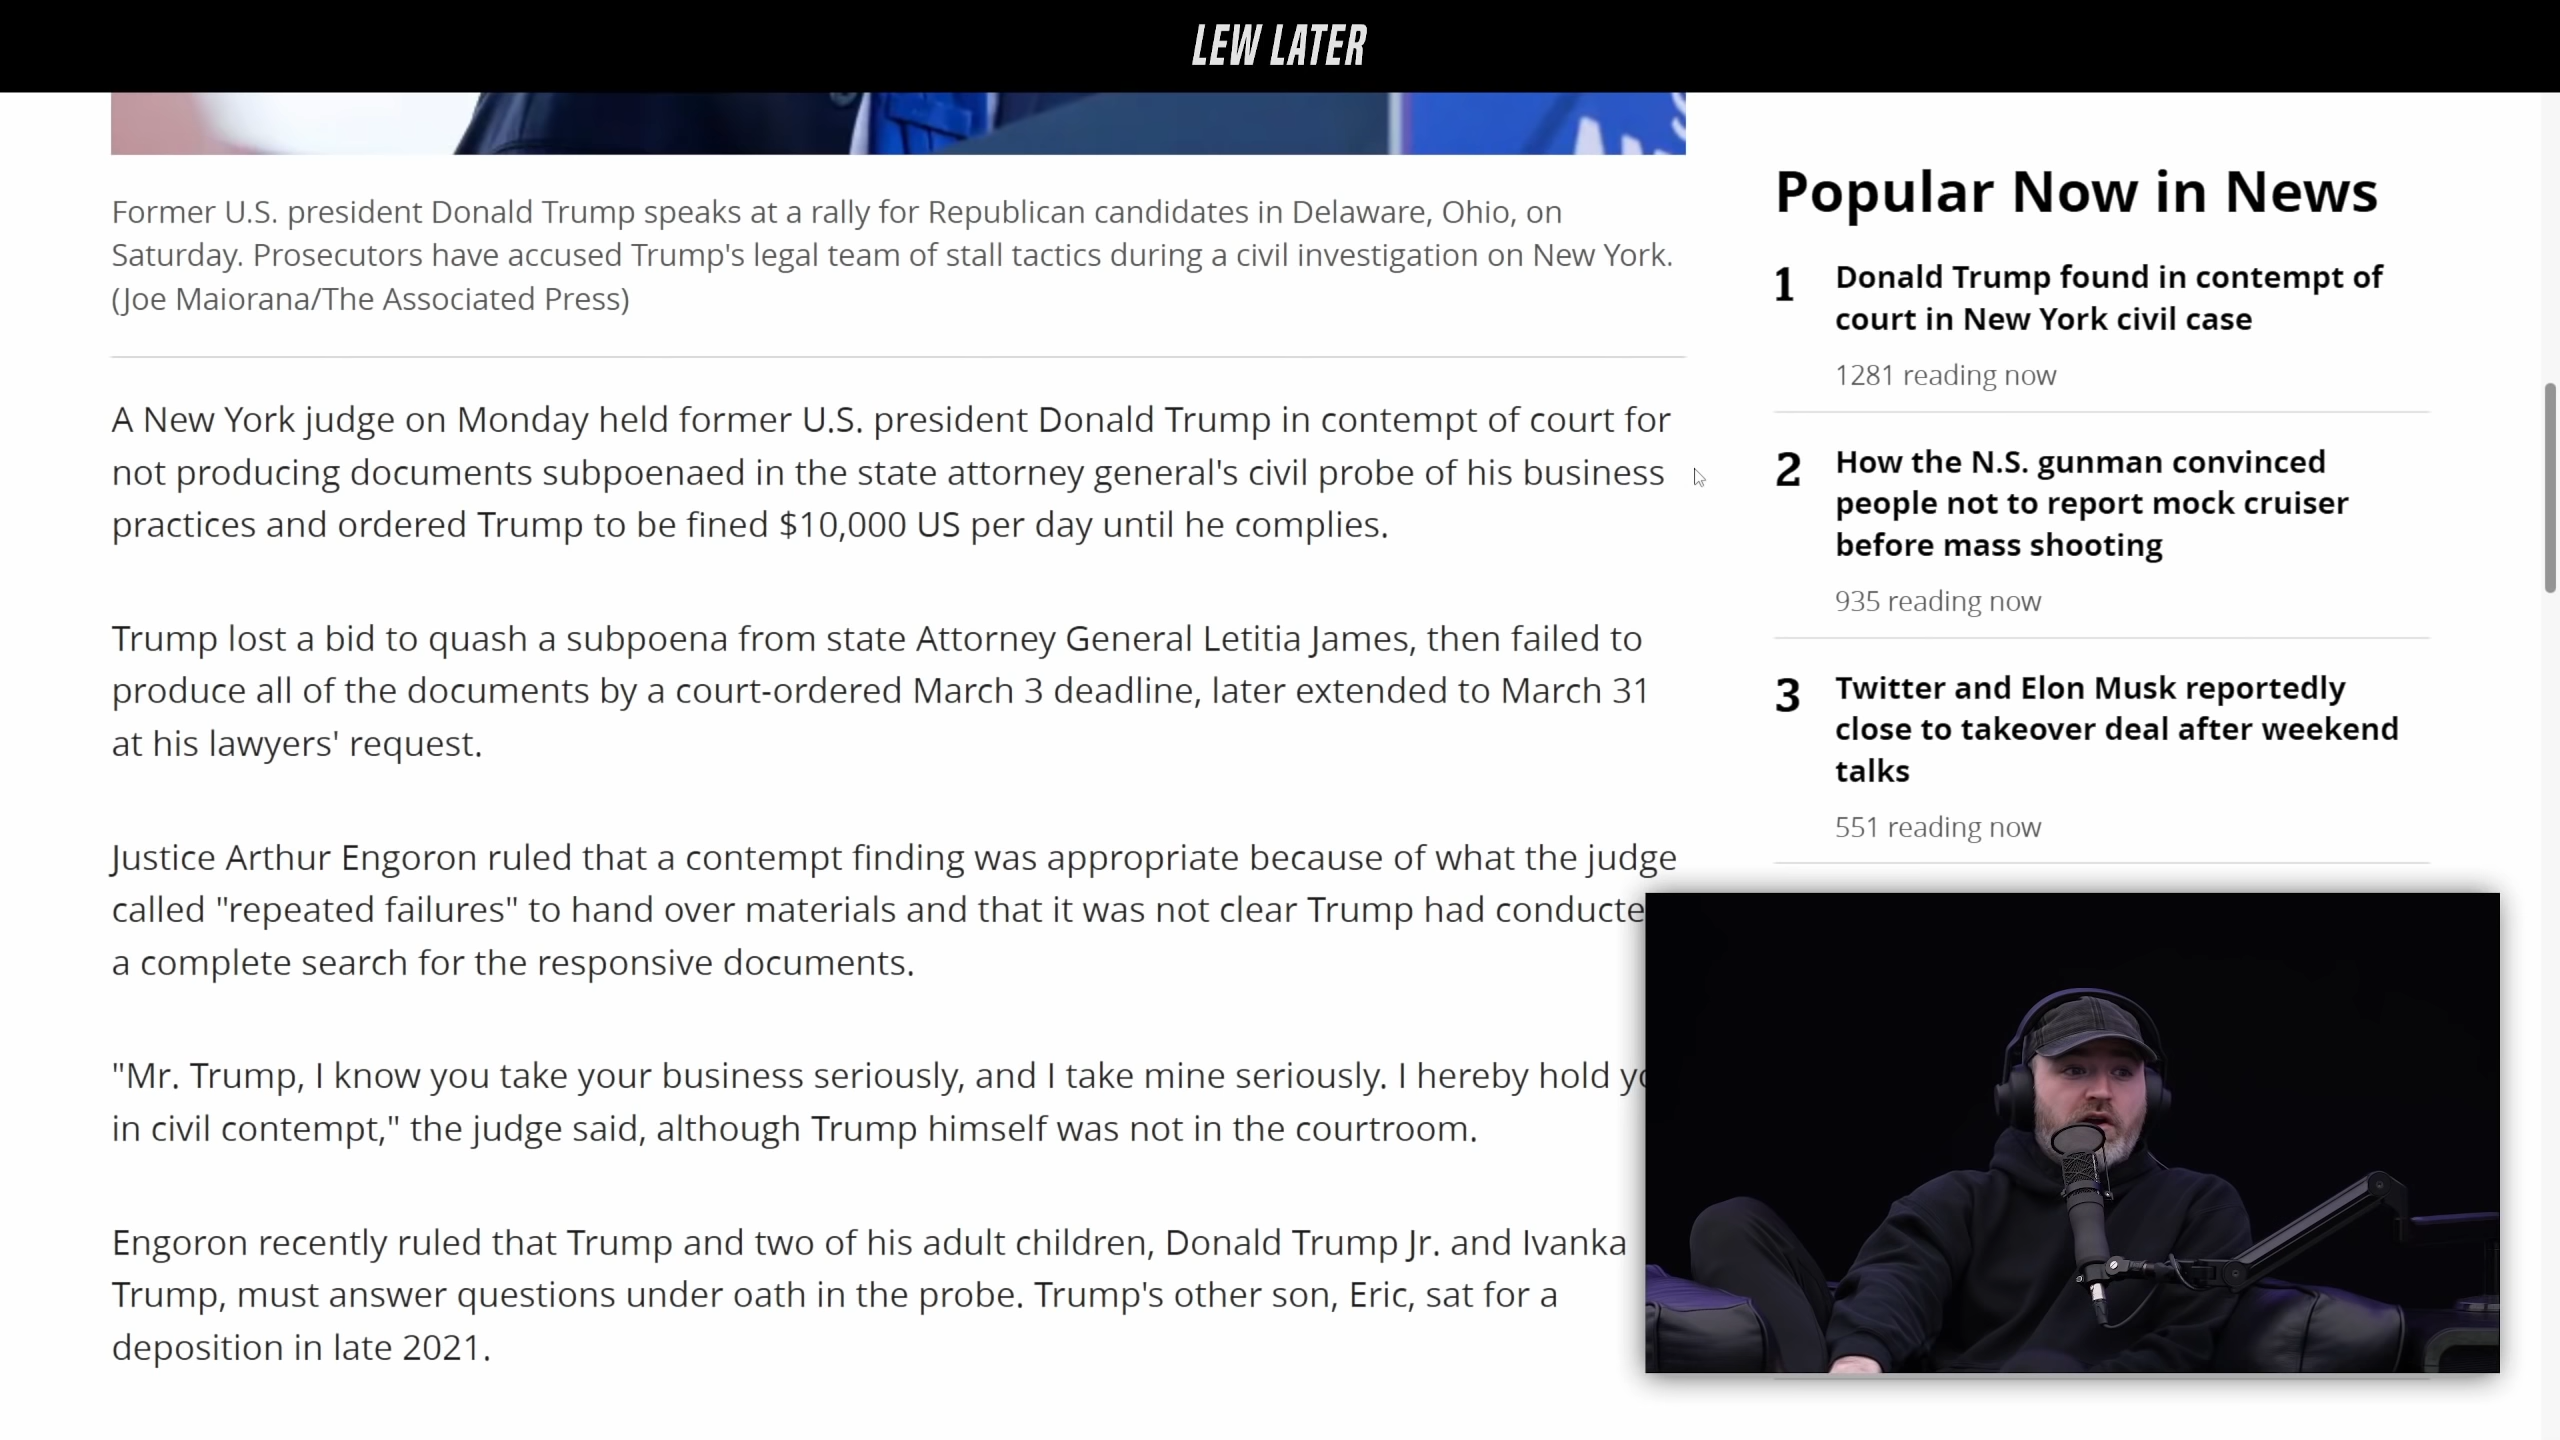 LEW LATER
Former U.S. president Donald Trump speaks at a rally for Republican candidates in Delaware, Ohio, on
Saturday. Prosecutors have accused Trump's legal team of stall tactics during a civil investigation on New York.
(Joe Maiorana/The Associated Press)
A New York judge on Monday held former U.S. president Donald Trump in contempt of court for
not producing documents subpoenaed in the state attorney general's civil probe of his business
practices and ordered Trump to be fined $10,000 US per day until he complies.
Trump lost a bid to quash a subpoena from state Attorney General Letitia James, then failed to
produce all of the documents by a court-ordered March 3 deadline, later extended to March 31
at his lawyers' request.
Justice Arthur Engoron ruled that a contempt finding was appropriate because of what the judge
called "repeated failures" to hand over materials and that it was not clear Trump had conducte
a complete search for the responsive documents.
"Mr. Trump, I know you take your business seriously, and I take mine seriously. I hereby hold yo
in civil contempt," the judge said, although Trump himself was not in the courtroom.
Engoron recently ruled that Trump and two of his adult children, Donald Trump Jr. and Ivanka
Trump, must answer questions under oath in the probe. Trump's other son, Eric, sat for a
deposition in late 2021.
Popular Now in News
1 Donald Trump found in contempt of
court in New York civil case
1281 reading now
2 How the N.S. gunman convinced
people not to report mock cruiser
before mass shooting
935 reading now
3 Twitter and Elon Musk reportedly
close to takeover deal after weekend
talks
551 reading now